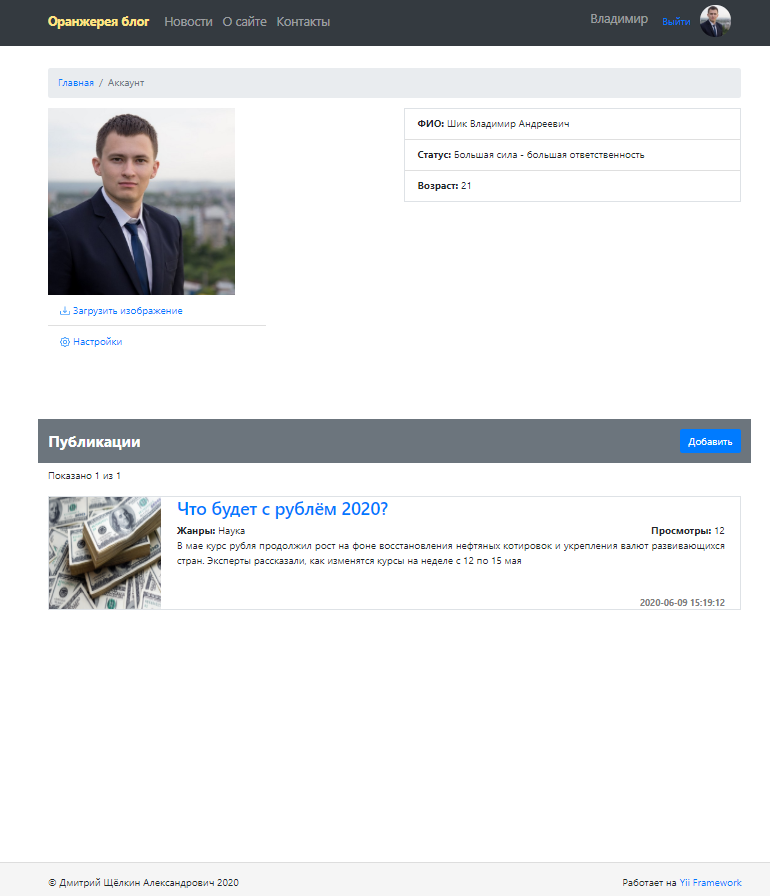 Оранжерея блог Новости О сайте Контакты Владимир Выйти
Главная / Аккаунт
ФИО: Шик Владимир Андреевич
Статус: Большая сила - большая ответственность
Возраст: 21
Загрузить изображение
Настройки
Публикации Добавить
Показано 1 из 1
Что будет с рублём 2020?
Жанры: Наука Просмотры: 12
В мае курс рубля продолжил рост на фоне восстановления нефтяных котировок и укрепления валют развивающихся
стран. Эксперты рассказали, как изменятся курсы на неделе с 12 по 15 мая
2020-06-09 15:19:12
© Дмитрий Щёлкин Александрович 2020 Работает на Yii Framework